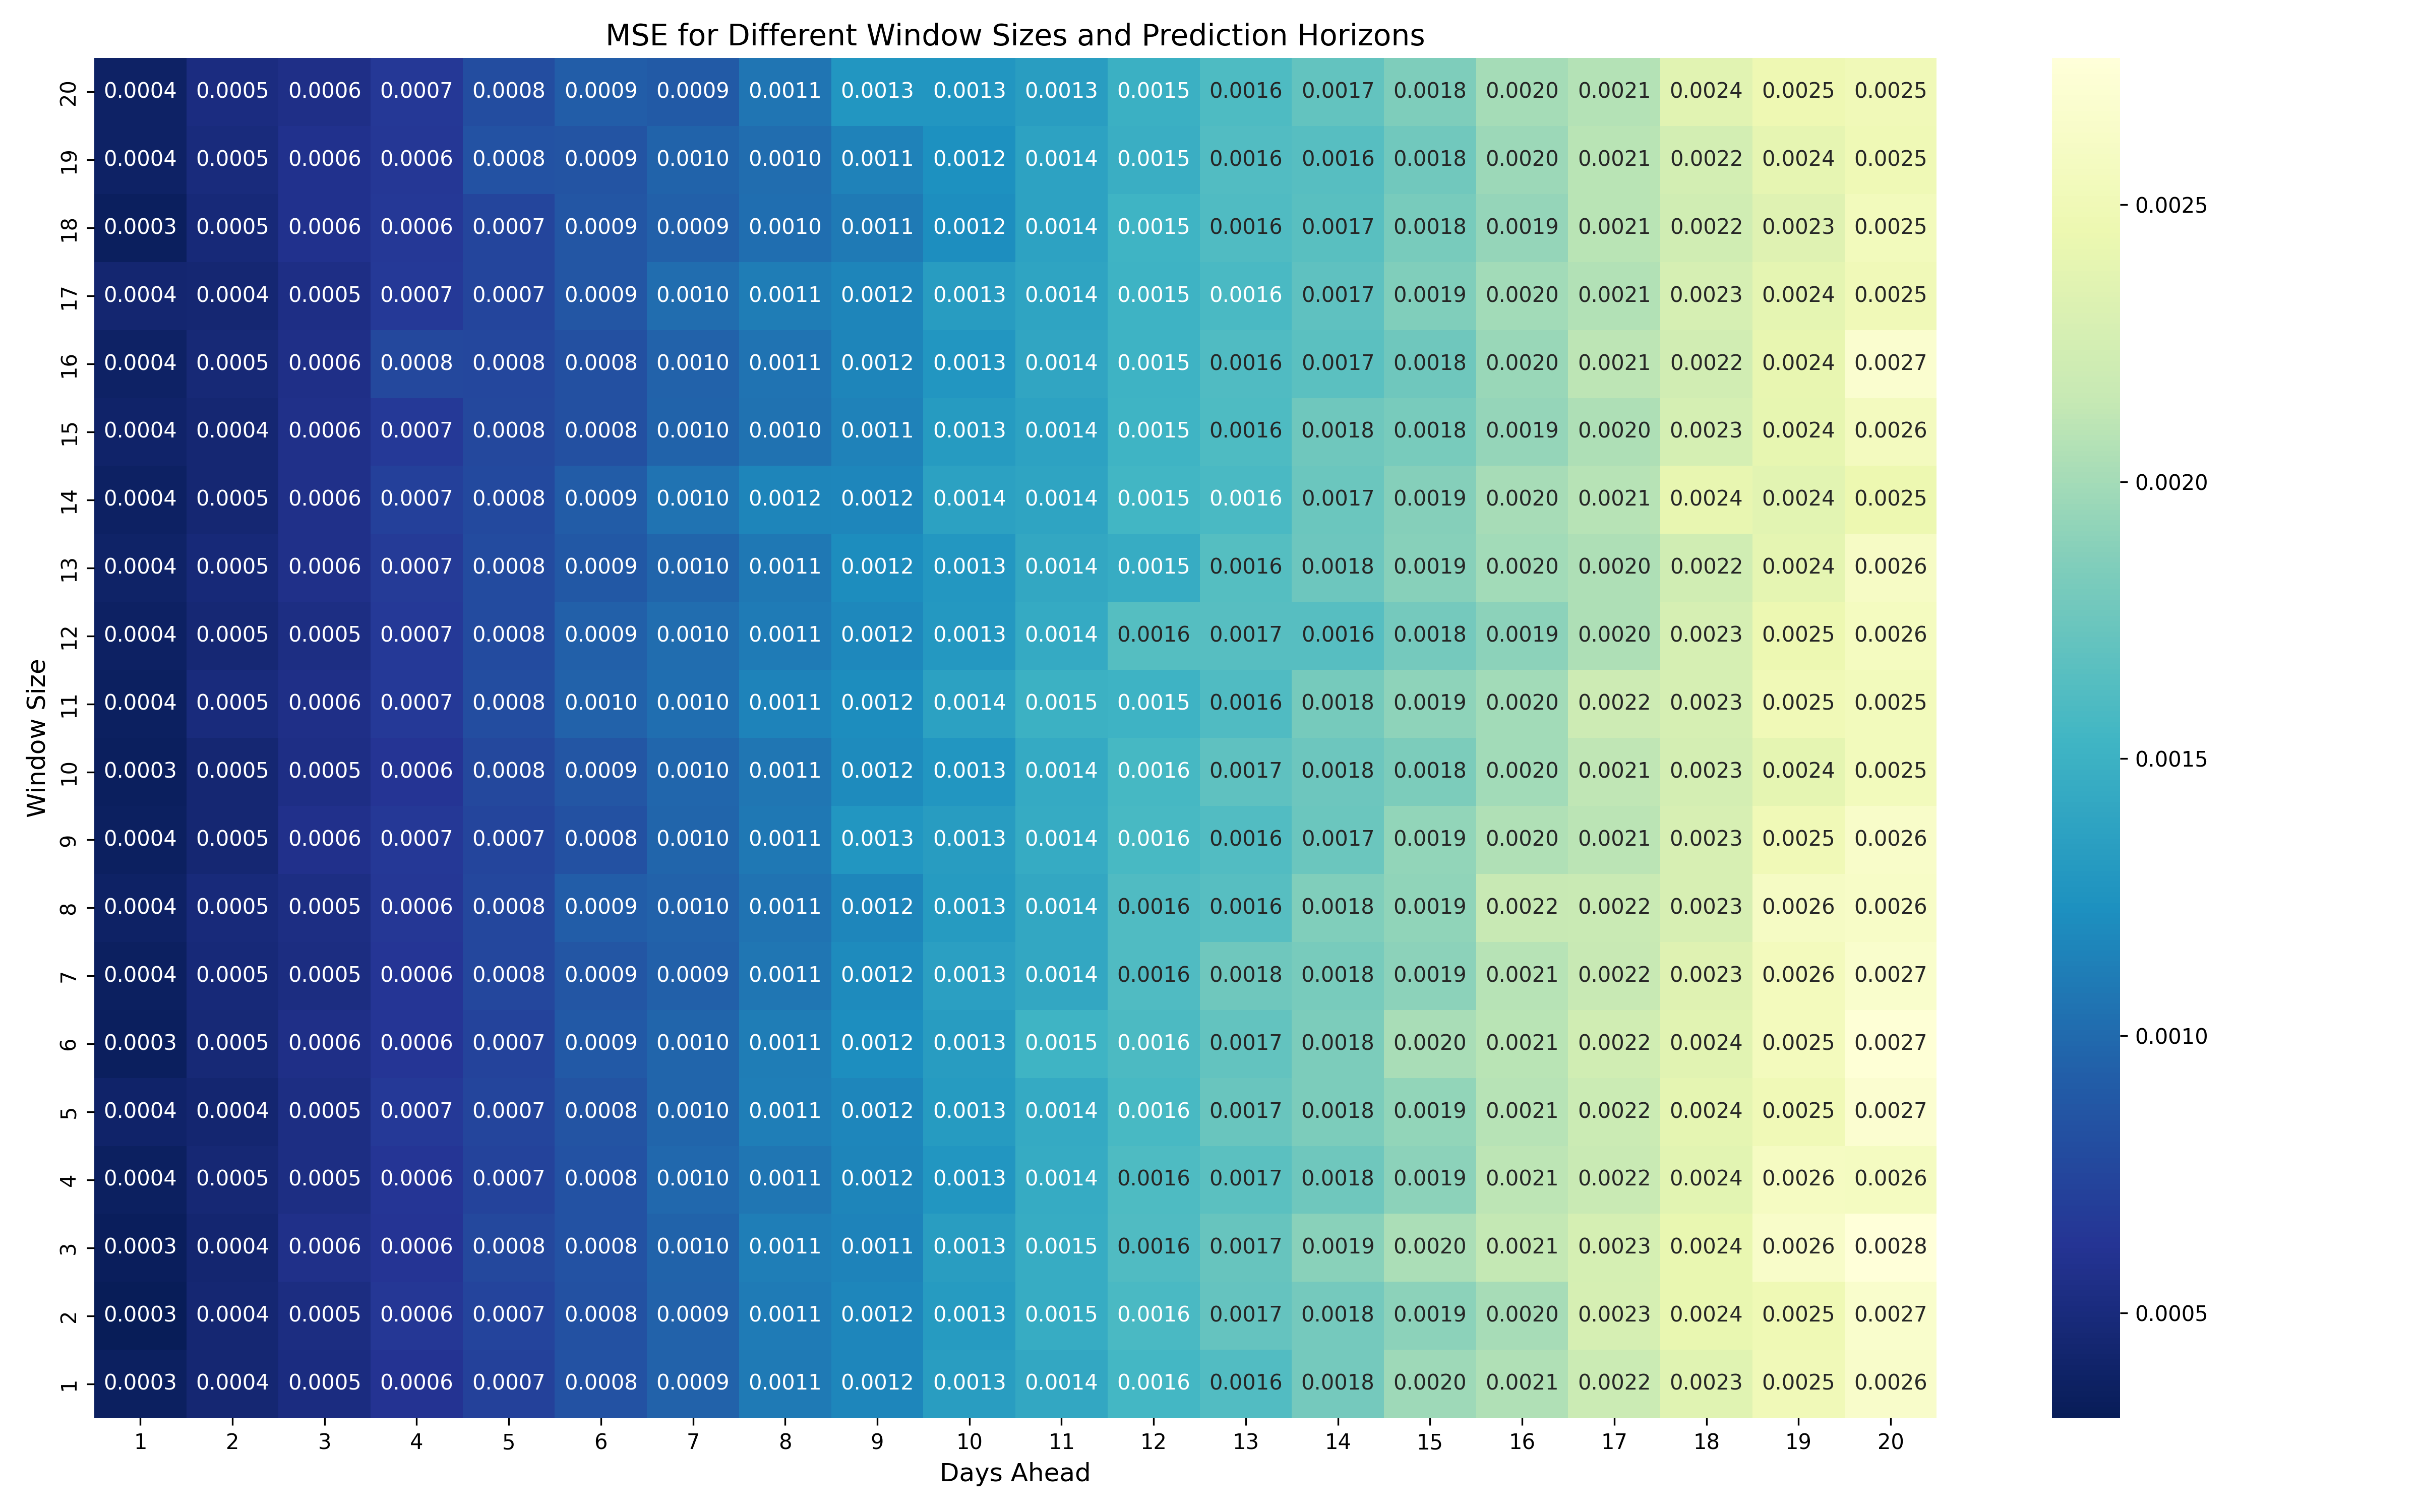 MSE for Different Window Sizes and Prediction Horizons
20 0.0004 0.0005 0.0006 0.0007 0.0008 0.0009 0.0009 0.0011 0.0013 0.0013 0.0013 0.0015 0.0016 0.0017 0.0018 0.0020 0.0021 0.0024 0.0025 0.0025
19 0.0004 0.0005 0.0006 0.0006 0.0008 0.0009 0.0010 0.0010 0.0011 0.0012 0.0014 0.0015 0.0016 0.0016 0.0018 0.0020 0.0021 0.0022 0.0024 0.0025
18 0.0003 0.0005 0.0006 0.0006 0.0007 0.0009 0.0009 0.0010 0.0011 0.0012 0.0014 0.0015 0.0016 0.0017 0.0018 0.0019 0.0021 0.0022 0.0023 0.0025
17 0.0004 0.0004 0.0005 0.0007 0.0007 0.0009 0.0010 0.0011 0.0012 0.0013 0.0014 0.0015 0.0016 0.0017 0.0019 0.0020 0.0021 0.0023 0.0024 0.0025
16 0.0004 0.0005 0.0006 0.0008 0.0008 0.0008 0.0010 0.0011 0.0012 0.0013 0.0014 0.0015 0.0016 0.0017 0.0018 0.0020 0.0021 0.0022 0.0024 0.0027
15 0.0004 0.0004 0.0006 0.0007 0.0008 0.0008 0.0010 0.0010 0.0011 0.0013 0.0014 0.0015 0.0016 0.0018 0.0018 0.0019 0.0020 0.0023 0.0024 0.0026
14 0.0004 0.0005 0.0006 0.0007 0.0008 0.0009 0.0010 0.0012 0.0012 0.0014 0.0014 0.0015 0.0016 0.0017 0.0019 0.0020 0.0021 0.0024 0.0024 0.0025
13 0.0004 0.0005 0.0006 0.0007 0.0008 0.0009 0.0010 0.0011 0.0012 0.0013 0.0014 0.0015 0.0016 0.0018 0.0019 0.0020 0.0020 0.0022 0.0024 0.0026
12 0.0004 0.0005 0.0005 0.0007 0.0008 0.0009 0.0010 0.0011 0.0012 0.0013 0.0014 0.0016 0.0017 0.0016 0.0018 0.0019 0.0020 0.0023 0.0025 0.0026
11 0.0004 0.0005 0.0006 0.0007 0.0008 0.0010 0.0010 0.0011 0.0012 0.0014 0.0015 0.0015 0.0016 0.0018 0.0019 0.0020 0.0022 0.0023 0.0025 0.0025
10 0.0003 0.0005 0.0005 0.0006 0.0008 0.0009 0.0010 0.0011 0.0012 0.0013 0.0014 0.0016 0.0017 0.0018 0.0018 0.0020 0.0021 0.0023 0.0024 0.0025
9 0.0004 0.0005 0.0006 0.0007 0.0007 0.0008 0.0010 0.0011 0.0013 0.0013 0.0014 0.0016 0.0016 0.0017 0.0019 0.0020 0.0021 0.0023 0.0025 0.0026
8 0.0004 0.0005 0.0005 0.0006 0.0008 0.0009 0.0010 0.0011 0.0012 0.0013 0.0014 0.0016 0.0016 0.0018 0.0019 0.0022 0.0022 0.0023 0.0026 0.0026
7 0.0004 0.0005 0.0005 0.0006 0.0008 0.0009 0.0009 0.0011 0.0012 0.0013 0.0014 0.0016 0.0018 0.0018 0.0019 0.0021 0.0022 0.0023 0.0026 0.0027
6 0.0003 0.0005 0.0006 0.0006 0.0007 0.0009 0.0010 0.0011 0.0012 0.0013 0.0015 0.0016 0.0017 0.0018 0.0020 0.0021 0.0022 0.0024 0.0025 0.0027
5 0.0004 0.0004 0.0005 0.0007 0.0007 0.0008 0.0010 0.0011 0.0012 0.0013 0.0014 0.0016 0.0017 0.0018 0.0019 0.0021 0.0022 0.0024 0.0025 0.0027
4 0.0004 0.0005 0.0005 0.0006 0.0007 0.0008 0.0010 0.0011 0.0012 0.0013 0.0014 0.0016 0.0017 0.0018 0.0019 0.0021 0.0022 0.0024 0.0026 0.0026
3 0.0003 0.0004 0.0006 0.0006 0.0008 0.0008 0.0010 0.0011 0.0011 0.0013 0.0015 0.0016 0.0017 0.0019 0.0020 0.0021 0.0023 0.0024 0.0026 0.0028
2 0.0003 0.0004 0.0005 0.0006 0.0007 0.0008 0.0009 0.0011 0.0012 0.0013 0.0015 0.0016 0.0017 0.0018 0.0019 0.0020 0.0023 0.0024 0.0025 0.0027
1 0.0003 0.0004 0.0005 0.0006 0.0007 0.0008 0.0009 0.0011 0.0012 0.0013 0.0014 0.0016 0.0016 0.0018 0.0020 0.0021 0.0022 0.0023 0.0025 0.0026
1 2 3 4 5 6 7 8 9 10 11 12 13 14 15 16 17 18 19 20
Days Ahead
Window Size
0.0025
0.0020
0.0015
0.0010
0.0005